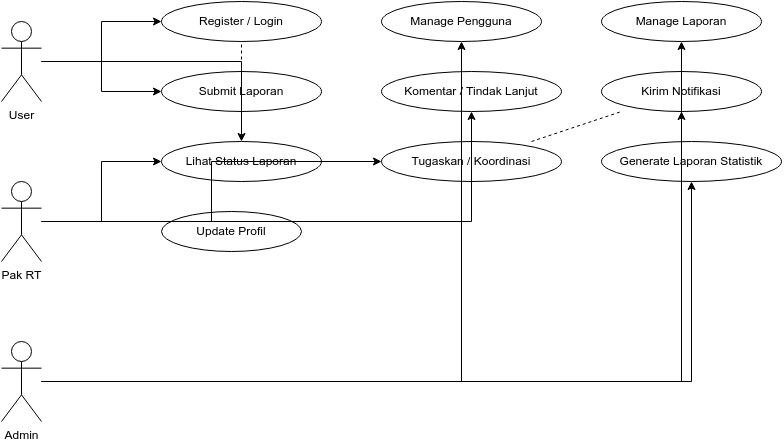 Register / Login
Manage Pengguna
Manage Laporan
User
Submit Laporan
Komentar / Tindak Lanjut
Kirim Notifikasi
Lihat Status Laporan
Tugaskan / Koordinasi
Generate Laporan Statistik
Pak RT
Update Profil
Admin